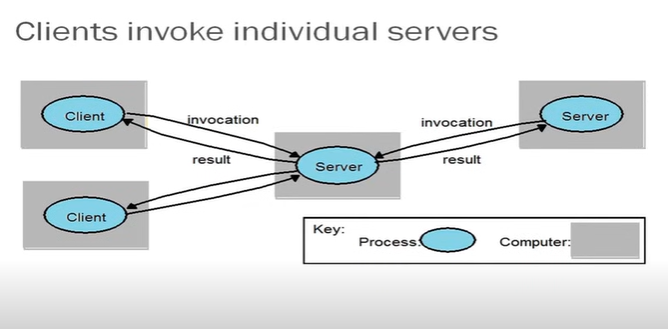 Clients invoke individual servers
Client
invocation
result
Server
invocation
result
Server
Client
Key:
Process:
Computer: